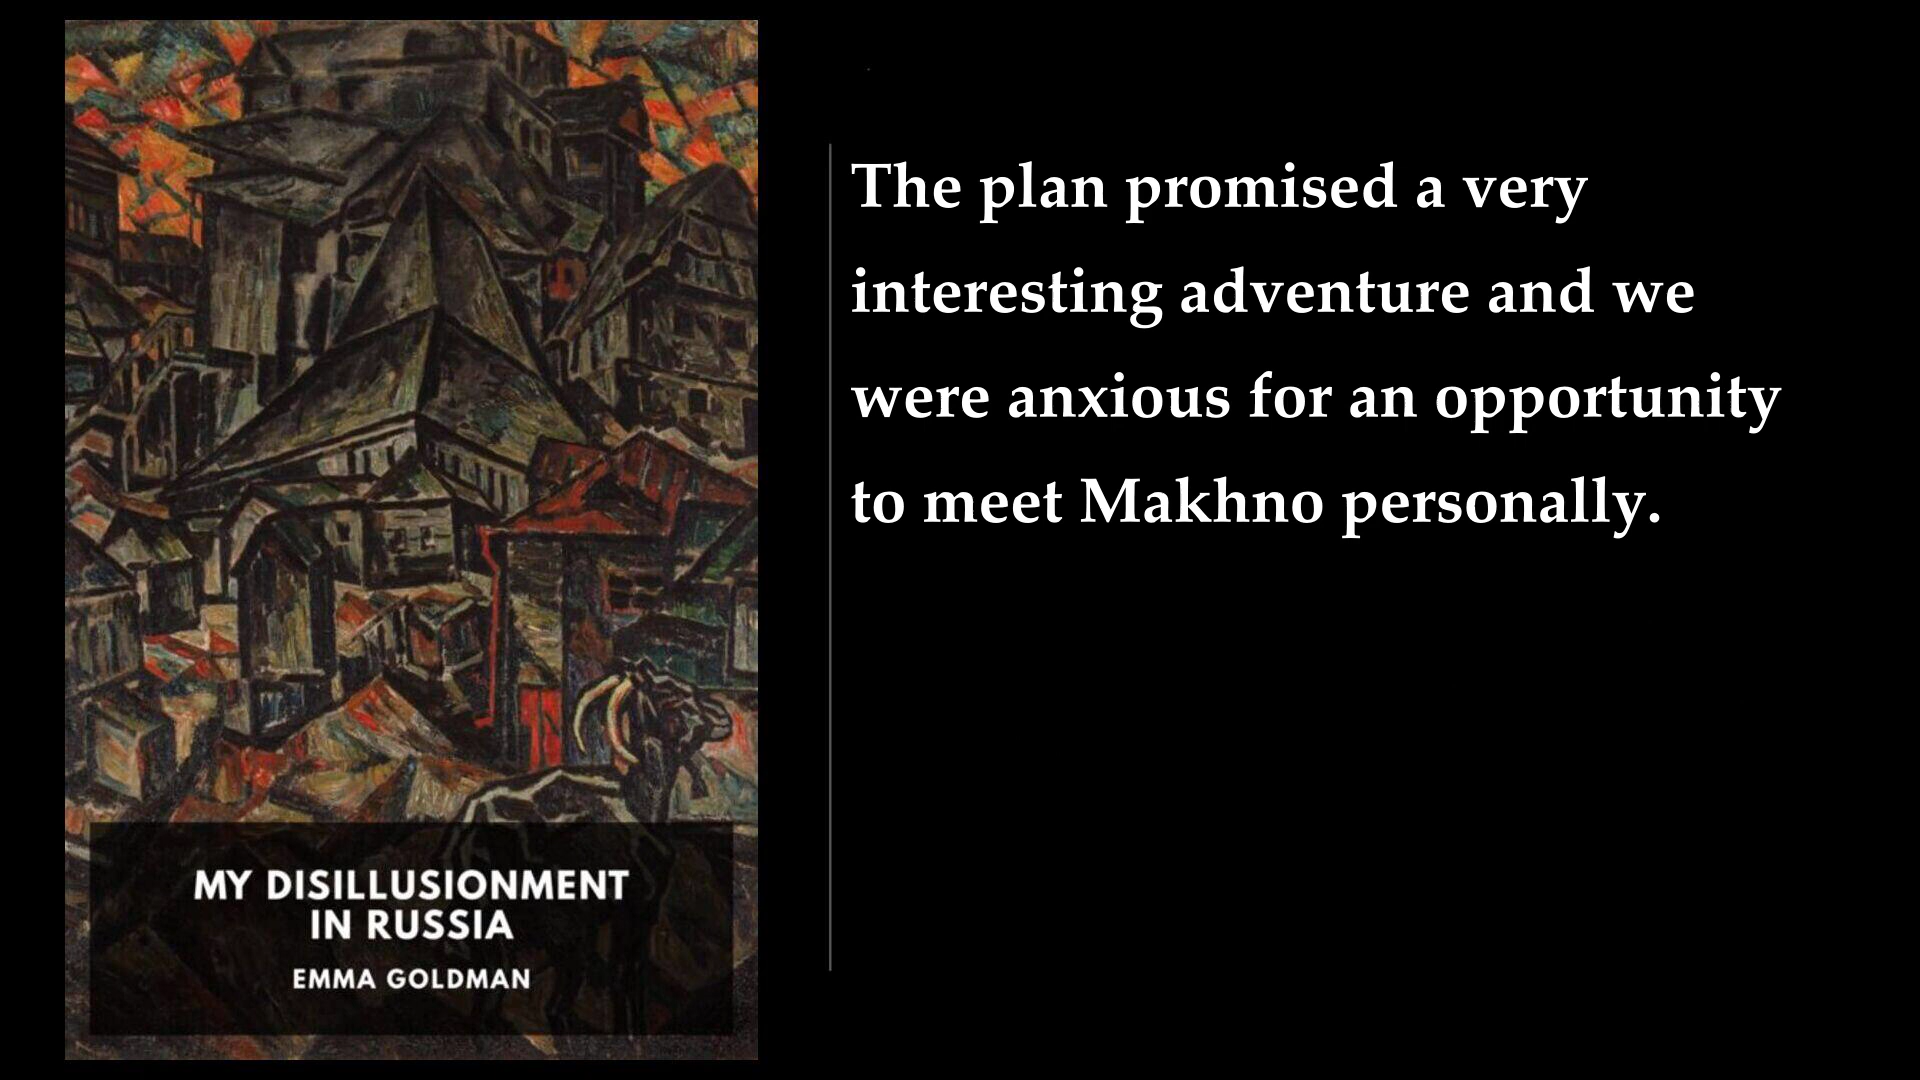 MY DISILLUSIONMENT
IN RUSSIA
EMMA GOLDMAN
The plan promised a very
interesting adventure and we
were anxious for an opportunity
to meet Makhno personally.